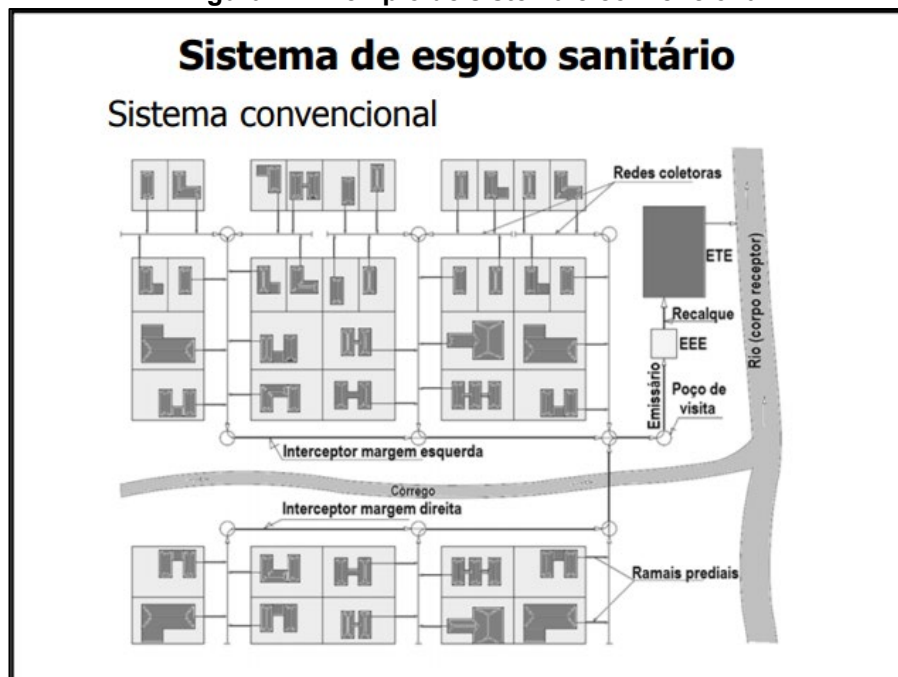 Sistema de esgoto sanitário
Sistema convencional
Redes coletoras
ETE
Recalque
EEE
Emissário
Poço de
visita
Rio (corpo receptor)
Interceptor margem esquerda
Córrego
Interceptor margem direita
Ramais prediais